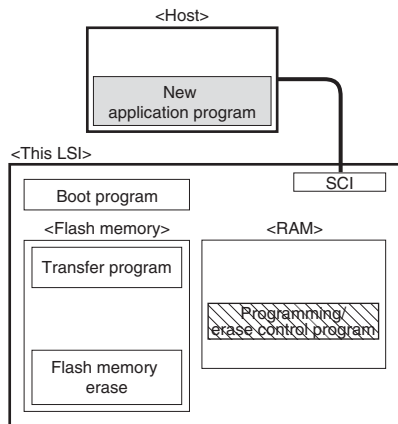 <Host>
New
application program
<This LSI>
SCI
Boot program
<Flash memory>
<RAM>
Transfer program
Programming/
erase control program
Flash memory
erase